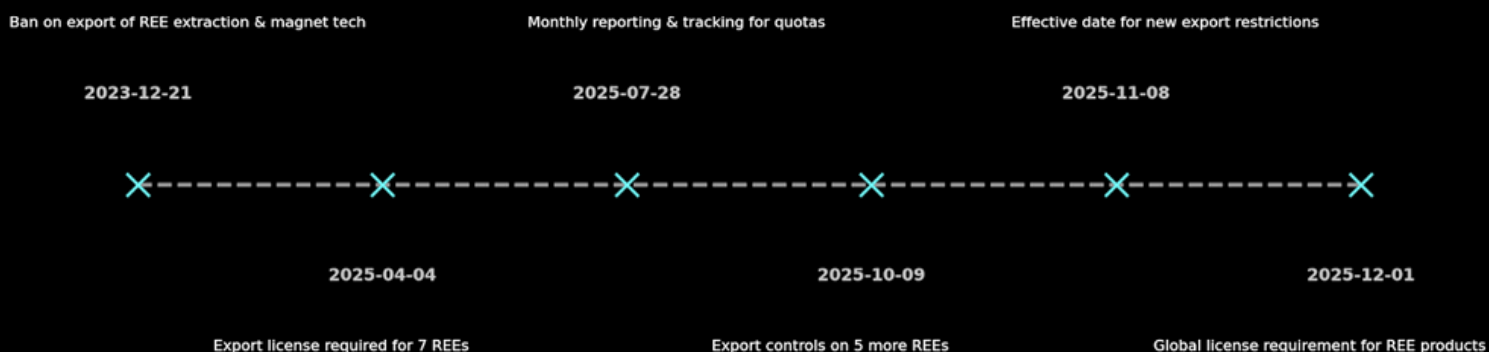 Ban on export of REE extraction & magnet tech
2023-12-21
Export license required for 7 REEs
2025-04-04
Monthly reporting & tracking for quotas
2025-07-28
Export controls on 5 more REEs
2025-10-09
Effective date for new export restrictions
2025-11-08
Global license requirement for REE products
2025-12-01